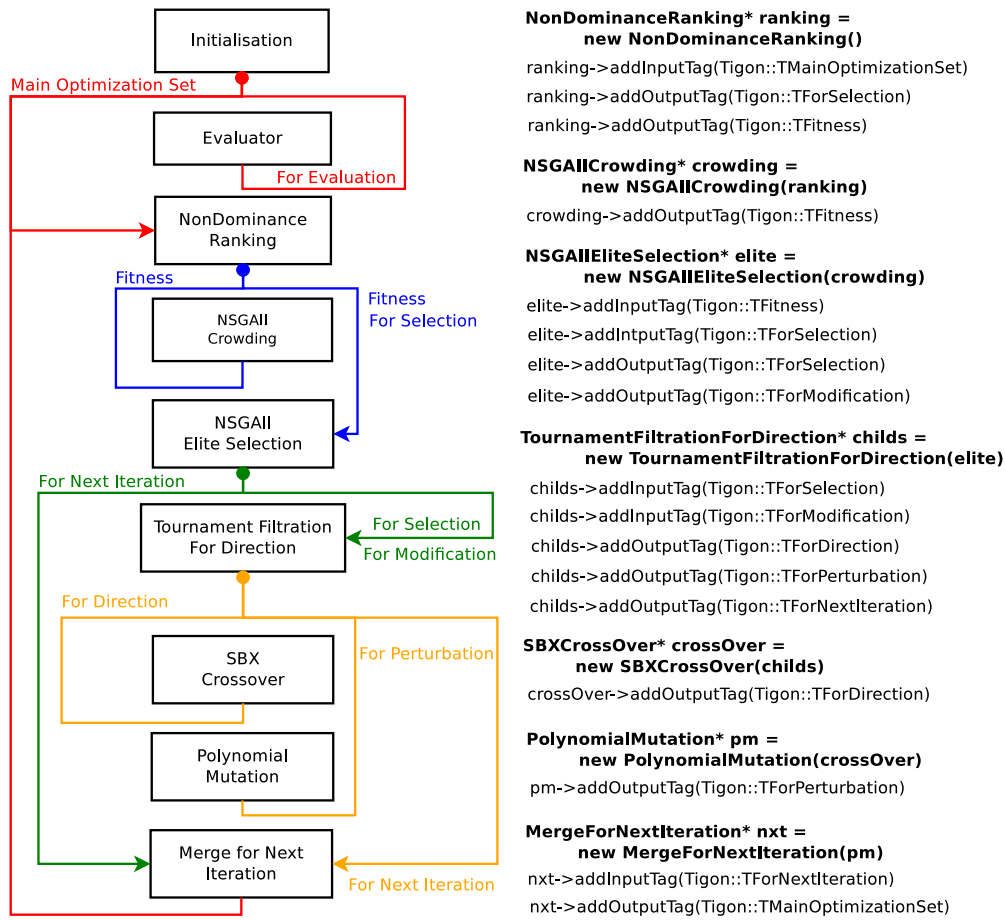 Initialisation
Main Optimization Set
Evaluator
For Evaluation
NonDominance
Ranking
Fitness
Fitness
For Selection
NSGAII
Crowding
NSGAII
Elite Selection
For Next Iteration
Tournament Filtration
For Direction
For Selection
For Modification
For Direction
SBX
Crossover
For Perturbation
Polynomial
Mutation
Merge for Next
Iteration
For Next Iteration
NonDominanceRanking* ranking =
new NonDominanceRanking()
ranking->addInputTag(Tigon::TMainOptimizationSet)
ranking->addOutputTag(Tigon::TForSelection)
ranking->addOutputTag(Tigon::TFitness)
NSGAIICrowding* crowding =
new NSGAIICrowding(ranking)
crowding->addOutputTag(Tigon::TFitness)
NSGAIIEliteSelection* elite =
new NSGAIIEliteSelection(crowding)
elite->addInputTag(Tigon::TFitness)
elite->addIntputTag(Tigon::TForSelection)
elite->addOutputTag(Tigon::TForSelection)
elite->addOutputTag(Tigon::TForModification)
TournamentFiltrationForDirection* childs =
new TournamentFiltrationForDirection(elite)
childs->addInputTag(Tigon::TForSelection)
childs->addInputTag(Tigon::TForModification)
childs->addOutputTag(Tigon::TForDirection)
childs->addOutputTag(Tigon::TForPerturbation)
childs->addOutputTag(Tigon::TForNextIteration)
SBXCrossOver* crossOver =
new SBXCrossOver(childs)
crossOver->addOutputTag(Tigon::TForDirection)
PolynomialMutation* pm =
new PolynomialMutation(crossOver)
pm->addOutputTag(Tigon::TForPerturbation)
MergeForNextIteration* nxt =
new MergeForNextIteration(pm)
nxt->addInputTag(Tigon::TForNextIteration)
nxt->addOutputTag(Tigon::TMainOptimizationSet)